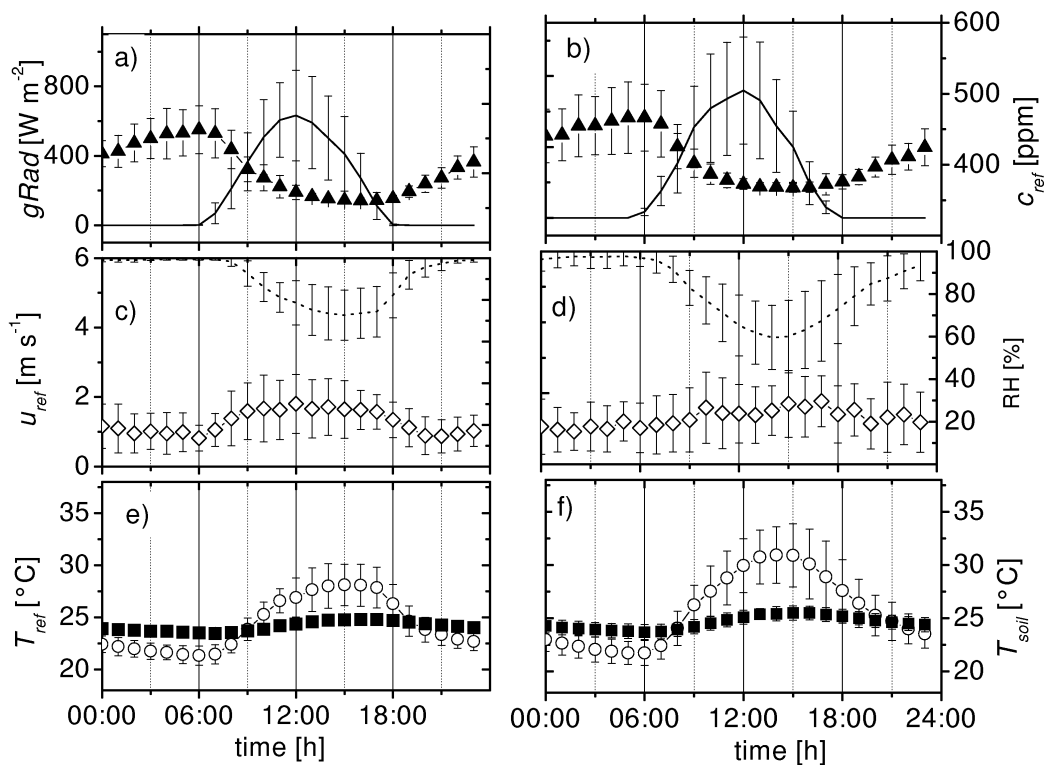 a)
b)
gRad [W m-2]
800
400
0
600
500
400
c_ref [ppm]
c)
d)
u_ref [m s-1]
6
4
2
0
100
80
60
40
20
0
RH [%]
e)
f)
T_ref [°C]
35
30
25
20
35
30
25
20
T_soil [°C]
00:00 06:00 12:00 18:00
00:00 06:00 12:00 18:00 24:00
time [h]
time [h]